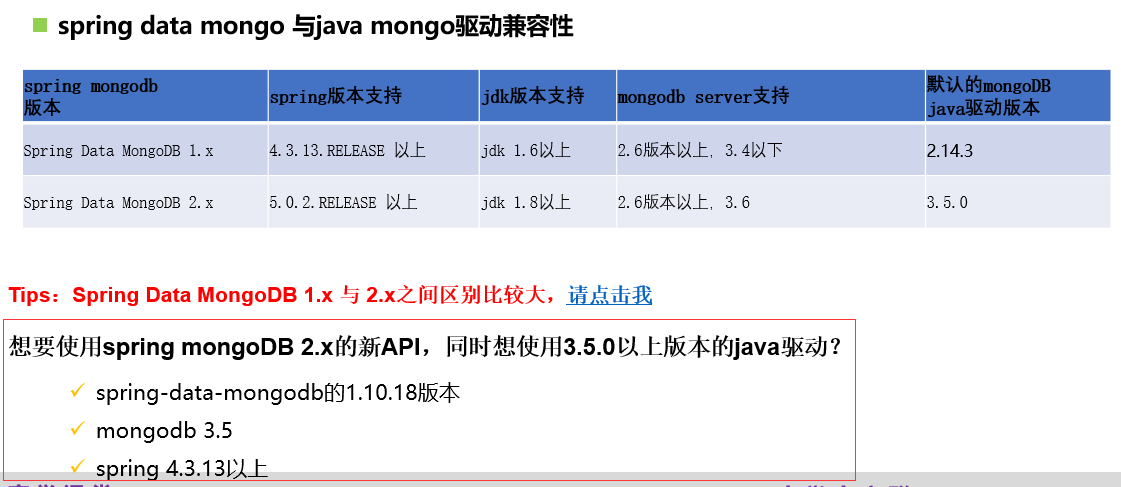 spring data mongo 与java mongo驱动兼容性
spring mongodb
版本
spring版本支持
jdk版本支持
mongodb server支持
默认的mongoDB
java驱动版本
Spring Data MongoDB 1.x
4.3.13.RELEASE 以上
jdk 1.6以上
2.6版本以上, 3.4以下
2.14.3
Spring Data MongoDB 2.x
5.0.2.RELEASE 以上
jdk 1.8以上
2.6版本以上, 3.6
3.5.0
Tips：Spring Data MongoDB 1.x 与 2.x之间区别比较大，请点击我
想要使用spring mongoDB 2.x的新API，同时想使用3.5.0以上版本的java驱动？
spring-data-mongodb的1.10.18版本
mongodb 3.5
spring 4.3.13以上